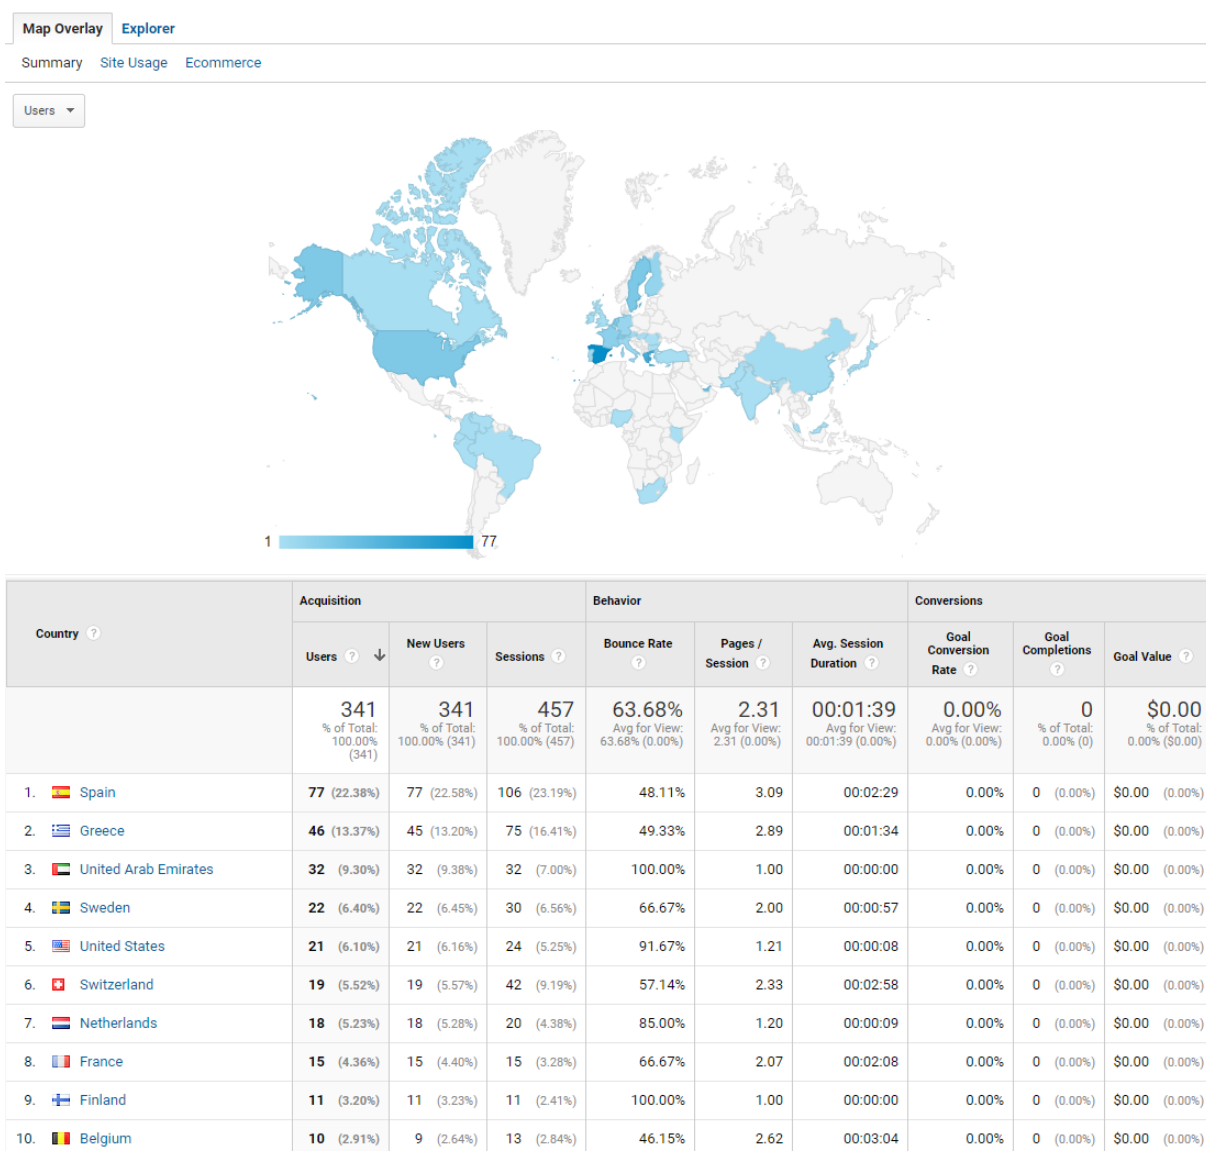 Map Overlay Explorer
Summary Site Usage Ecommerce
Users
1 77
Acquisition Behavior Conversions
Country ? Users ? New Users ? Sessions ? Bounce Rate ? Pages / Session ? Avg. Session Duration ? Goal Conversion Rate ? Goal Completions ? Goal Value ?
341 341 457 63.68% 2.31 00:01:39 0.00% 0 $0.00
% of Total: 100.00% (341) % of Total: 100.00% (341) % of Total: 100.00% (457) Avg for View: 63.68% (0.00%) Avg for View: 2.31 (0.00%) Avg for View: 00:01:39 (0.00%) Avg for View: 0.00% (0.00%) % of Total: 0.00% (0) % of Total: 0.00% ($0.00)
1. Spain 77 (22.38%) 77 (22.58%) 106 (23.19%) 48.11% 3.09 00:02:29 0.00% 0 (0.00%) $0.00 (0.00%)
2. Greece 46 (13.37%) 45 (13.20%) 75 (16.41%) 49.33% 2.89 00:01:34 0.00% 0 (0.00%) $0.00 (0.00%)
3. United Arab Emirates 32 (9.30%) 32 (9.38%) 32 (7.00%) 100.00% 1.00 00:00:00 0.00% 0 (0.00%) $0.00 (0.00%)
4. Sweden 22 (6.40%) 22 (6.45%) 30 (6.56%) 66.67% 2.00 00:00:57 0.00% 0 (0.00%) $0.00 (0.00%)
5. United States 21 (6.10%) 21 (6.16%) 24 (5.25%) 91.67% 1.21 00:00:08 0.00% 0 (0.00%) $0.00 (0.00%)
6. Switzerland 19 (5.52%) 19 (5.57%) 42 (9.19%) 57.14% 2.33 00:02:58 0.00% 0 (0.00%) $0.00 (0.00%)
7. Netherlands 18 (5.23%) 18 (5.28%) 20 (4.38%) 85.00% 1.20 00:00:09 0.00% 0 (0.00%) $0.00 (0.00%)
8. France 15 (4.36%) 15 (4.40%) 15 (3.28%) 66.67% 2.07 00:02:08 0.00% 0 (0.00%) $0.00 (0.00%)
9. Finland 11 (3.20%) 11 (3.23%) 11 (2.41%) 100.00% 1.00 00:00:00 0.00% 0 (0.00%) $0.00 (0.00%)
10. Belgium 10 (2.91%) 9 (2.64%) 13 (2.84%) 46.15% 2.62 00:03:04 0.00% 0 (0.00%) $0.00 (0.00%)